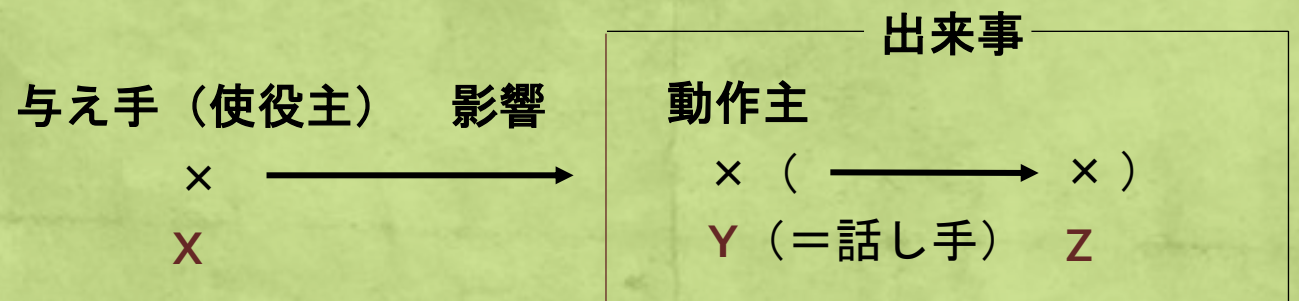 出来事
与え手（使役主） 影響 動作主
× × （ × ）
X Y（＝話し手） Z